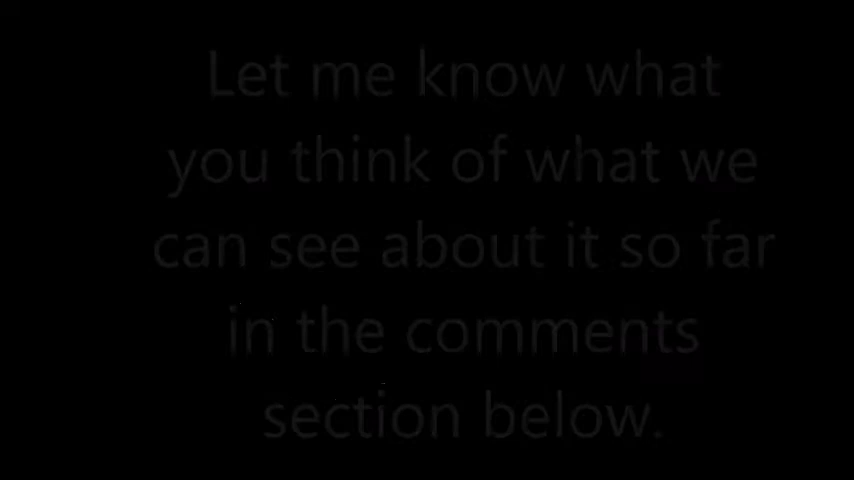 Let me know what
you think of what we
can see about it so far
in the comments
section below.